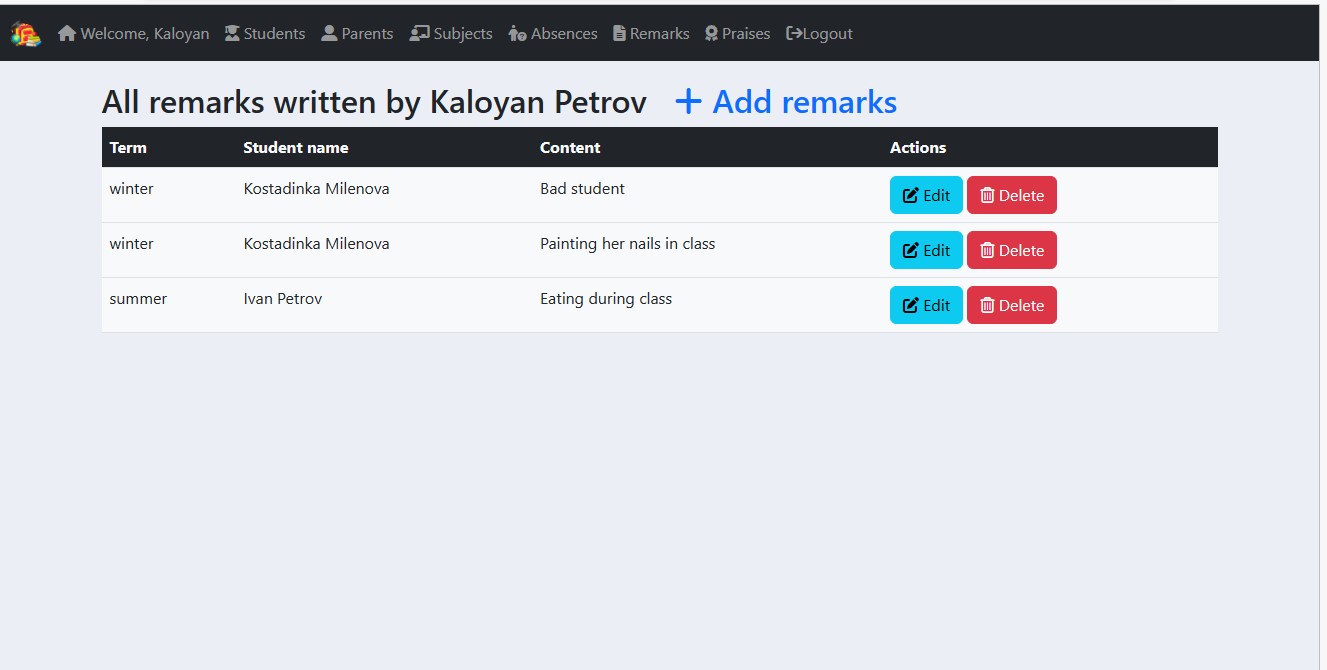 Welcome, Kaloyan Students Parents Subjects Absences Remarks Praises Logout
All remarks written by Kaloyan Petrov + Add remarks
Term Student name Content Actions
winter Kostadinka Milenova Bad student Edit Delete
winter Kostadinka Milenova Painting her nails in class Edit Delete
summer Ivan Petrov Eating during class Edit Delete